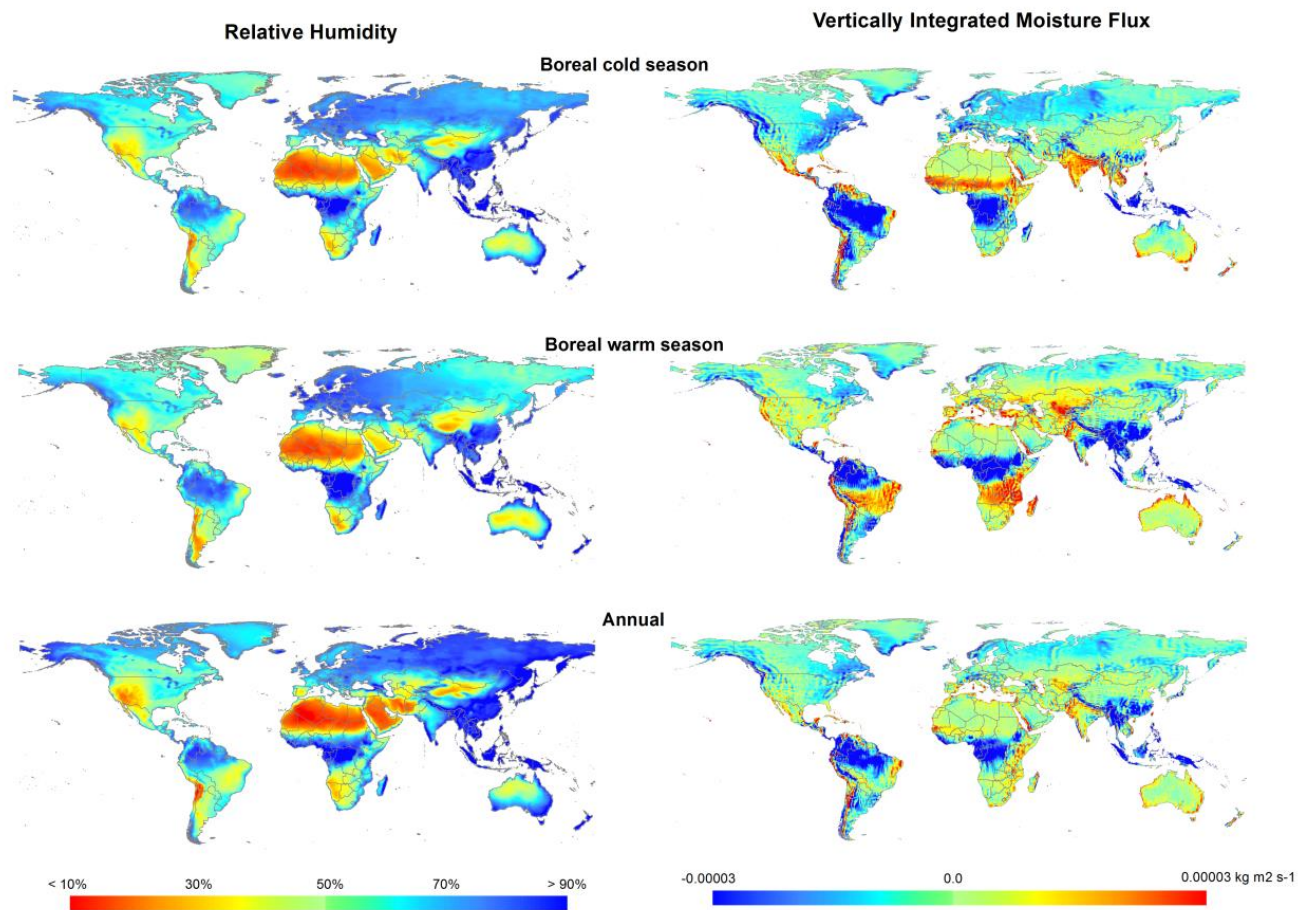 Relative Humidity
Vertically Integrated Moisture Flux
Boreal cold season
Boreal warm season
Annual
< 10% 30% 50% 70% > 90%
-0.00003 0.0 0.00003 kg m2 s-1